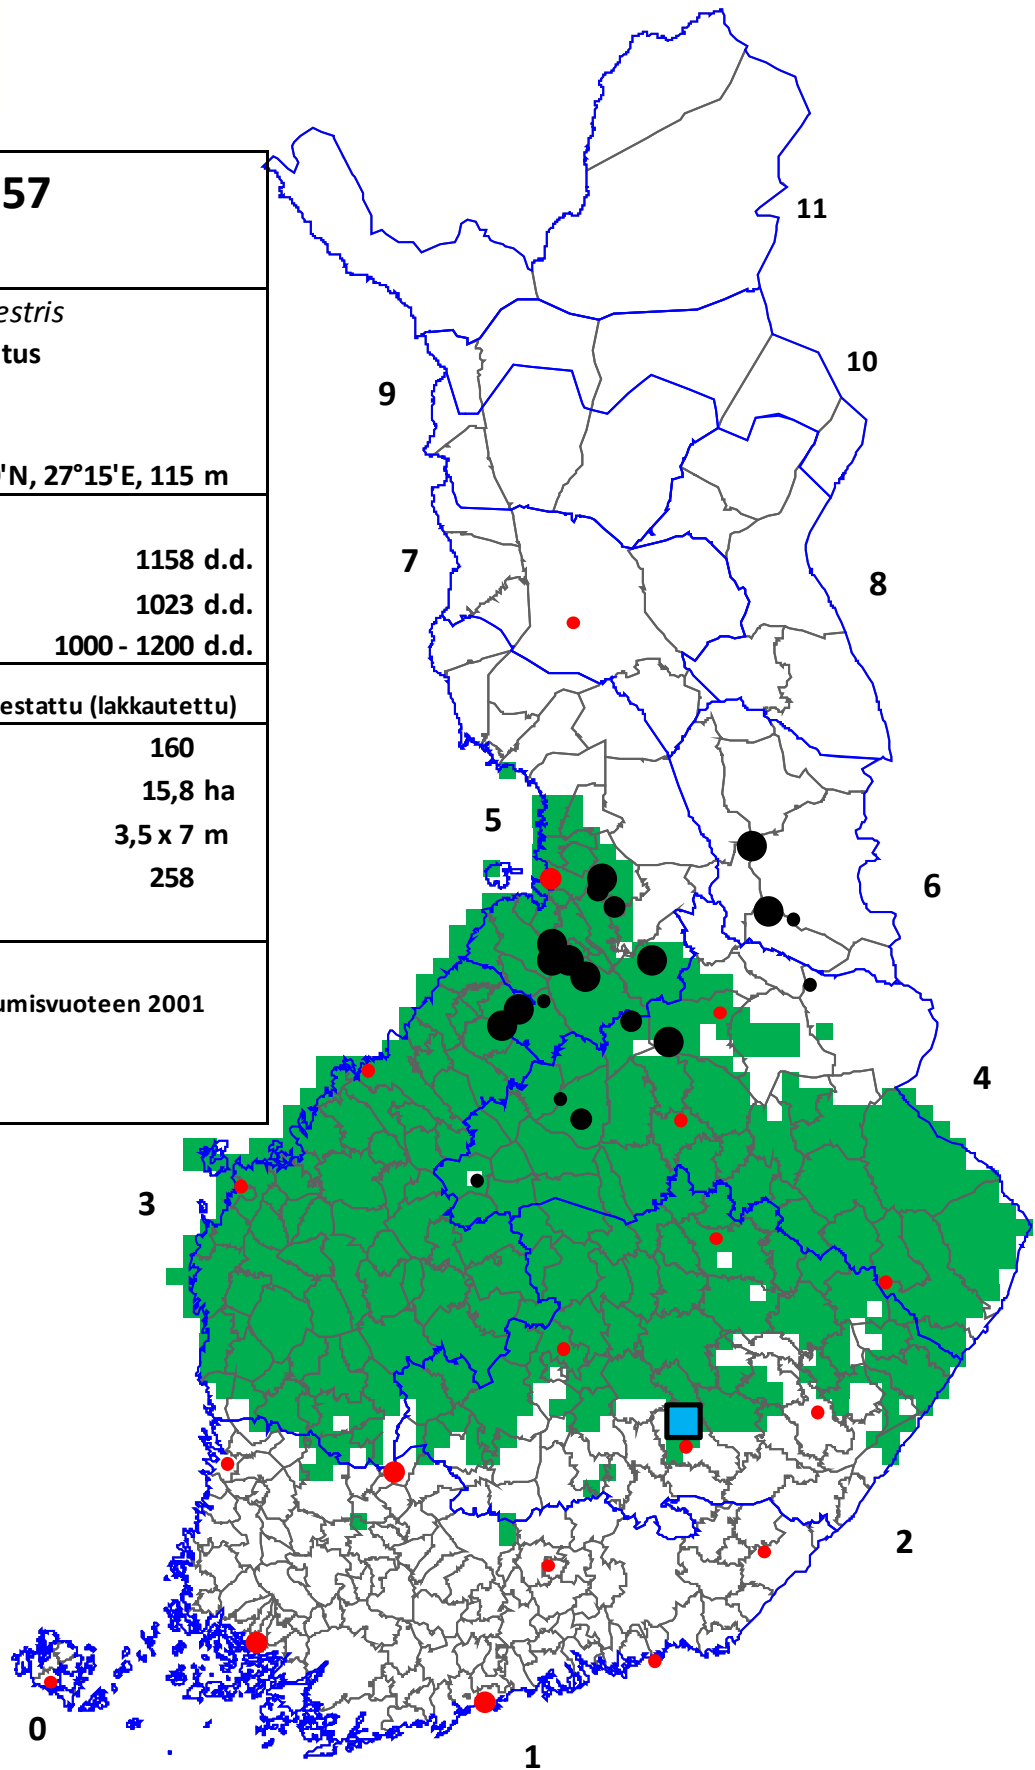 57
estris
tus
'N, 27°15'E, 115 m
1158 d.d.
1023 d.d.
1000 - 1200 d.d.
estattu (lakkautettu)
160
15,8 ha
3,5 x 7 m
258
umisvuoteen 2001
11
10
9
7
8
5
6
4
3
2
0
1